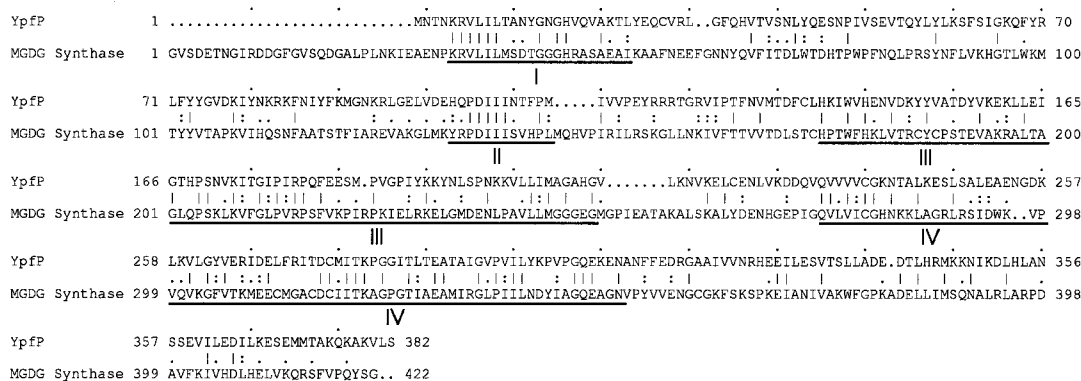 YpfP 1 ..............................MNTNKRVLILTANYGNGHVQVAKTLYEQCVRL..GFQHVTVSNLYQESNPIVSEVTQYLYLKSFSIGKQFYR 70
MGDG Synthase 1 GVSDETNGIRDDGFGVSQDGALPLNKIEAENPKRVLILMSDTGGGHRASAEAIKAAFNEEFGNNYQVFITDLWTDHTPWPFNQLPRSYNFLVKHGTLWKM 100
I
YpfP 71 LFYYGVDKIYNKRKFNIYFKMGNKRLGELVDEHQPDIIINTFPM.....IVVPEYRRRTGRVIPTFNVMTDFCLHKIWVHENVDKYYVATDYVKEKLLEI 165
MGDG Synthase 101 TYYVTAPKVIHQSNFAATSTFIAREVAKGLMKYRPDIIISVHPLMQHVPIRILRSKGLLNKIVFTTVVTDLSTCHPTWFHKLVTRCYCPSTEVAKRALTA 200
II III
YpfP 166 GTHPSNVKITGIPIRPQFEESM.PVGPIYKKYNLSPNKKVLLIMAGAHGV.......LKNVKELCENLVKDDQVQVVVVCGKNTALKESLSALEAENGDK 257
MGDG Synthase 201 GLQPSKLKVFGLPVRPSFVKPIRPKIELRKELGMDENLPAVLLMGGGEGMGPIEATAKALSKALYDENHGEPIGQVLVICGHNKKLAGRLRSIDWK..VP 298
III IV
YpfP 258 LKVLGYVERIDELFRITDCMITKPGGITLTEATAIGVPVILYKPVPGQEKENANFFEDRGAAIVVNRHEEILESVTSLLADE.DTLHRMKKNIKDLHLAN 356
MGDG Synthase 299 VQVKGFVTKMEECMGACDCIITKAGPGTIAEAMIRGLPIILNDYIAGQEAGNVPYVVENGCGKFSKSPKEIANIVAKWFGPKADELLIMSQNALRLARPD 398
IV
YpfP 357 SSEVILEDILKESEMMTAKQKAKVLS 382
MGDG Synthase 399 AVFKIVHDLHELVKQRSFVPQYSG.. 422